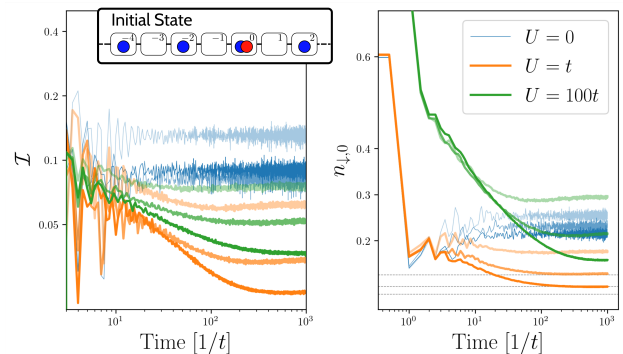 Initial State
−4 −3 −2 −1 0 1 2
0.4
0.2
0.1
0.05
ℐ
10¹ 10² 10³
Time [1/t]
0.6
0.4
0.3
0.2
n↓,0
U = 0
U = t
U = 100t
10⁰ 10¹ 10² 10³
Time [1/t]